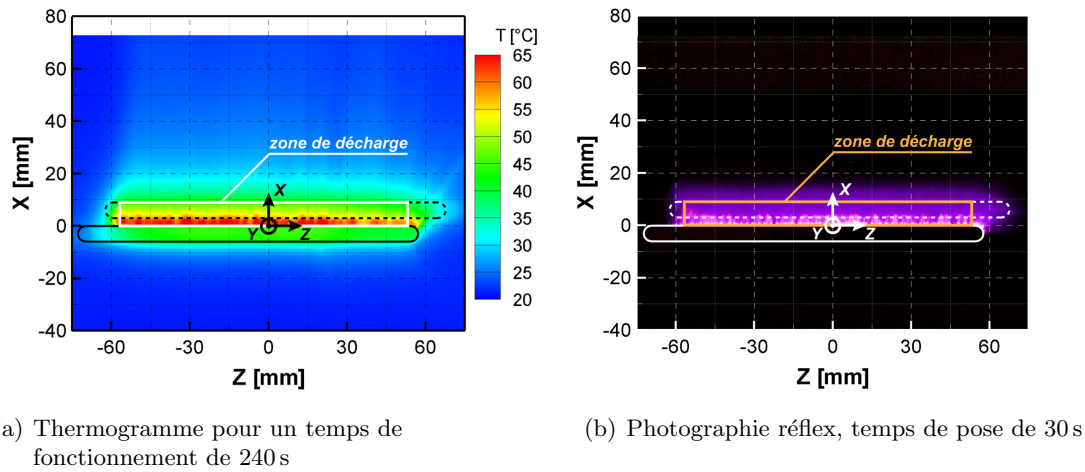 80
60
40
20
0
-20
-40
X [mm]
-60
-30
0
30
60
Z [mm]
zone de décharge
X
Y
Z
T [°C]
65
60
55
50
45
40
35
30
25
20
80
60
40
20
0
-20
-40
X [mm]
-60
-30
0
30
60
Z [mm]
zone de décharge
X
Y
Z
a) Thermogramme pour un temps de
fonctionnement de 240 s
(b) Photographie réflex, temps de pose de 30 s